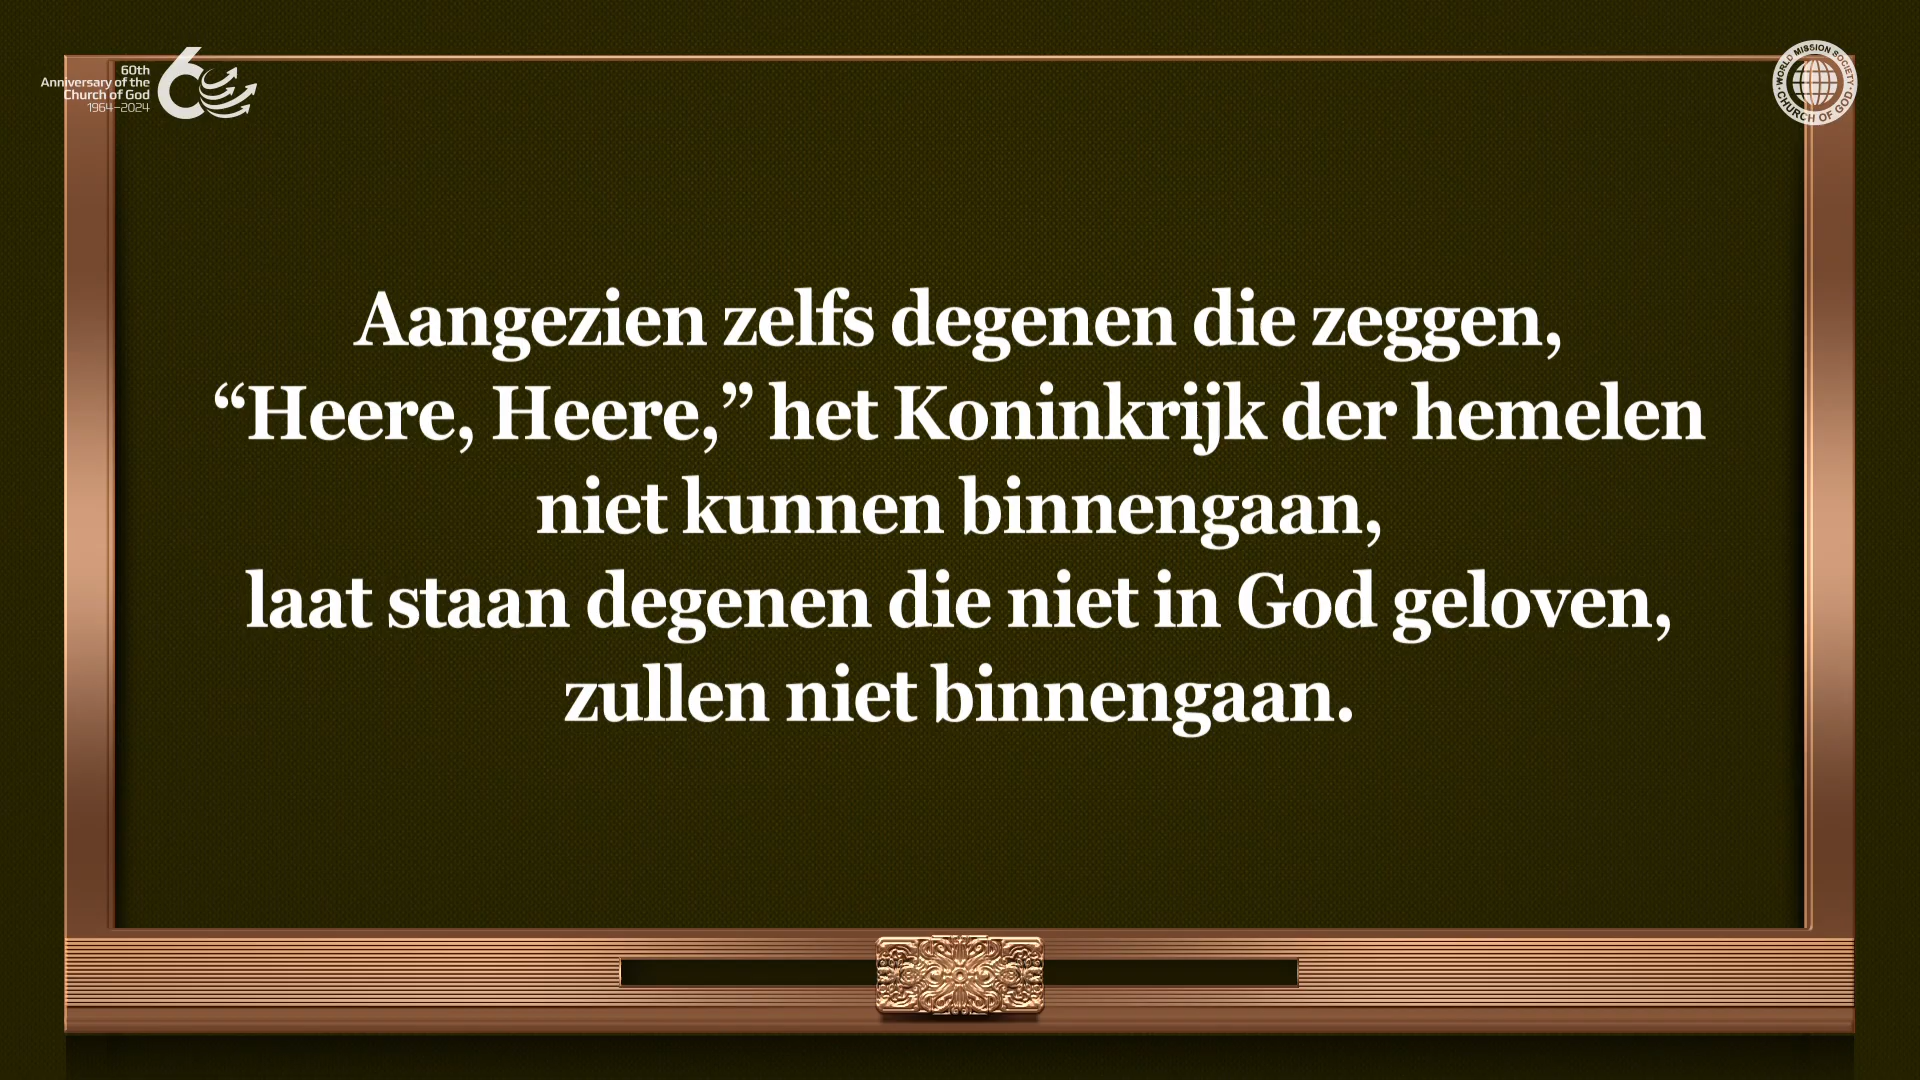 60th
Anniversary of the
Church of God
1964–2024
WORLD MISSION SOCIETY
CHURCH OF GOD
Aangezien zelfs degenen die zeggen,
“Heere, Heere,” het Koninkrijk der hemelen
niet kunnen binnengaan,
laat staan degenen die niet in God geloven,
zullen niet binnengaan.